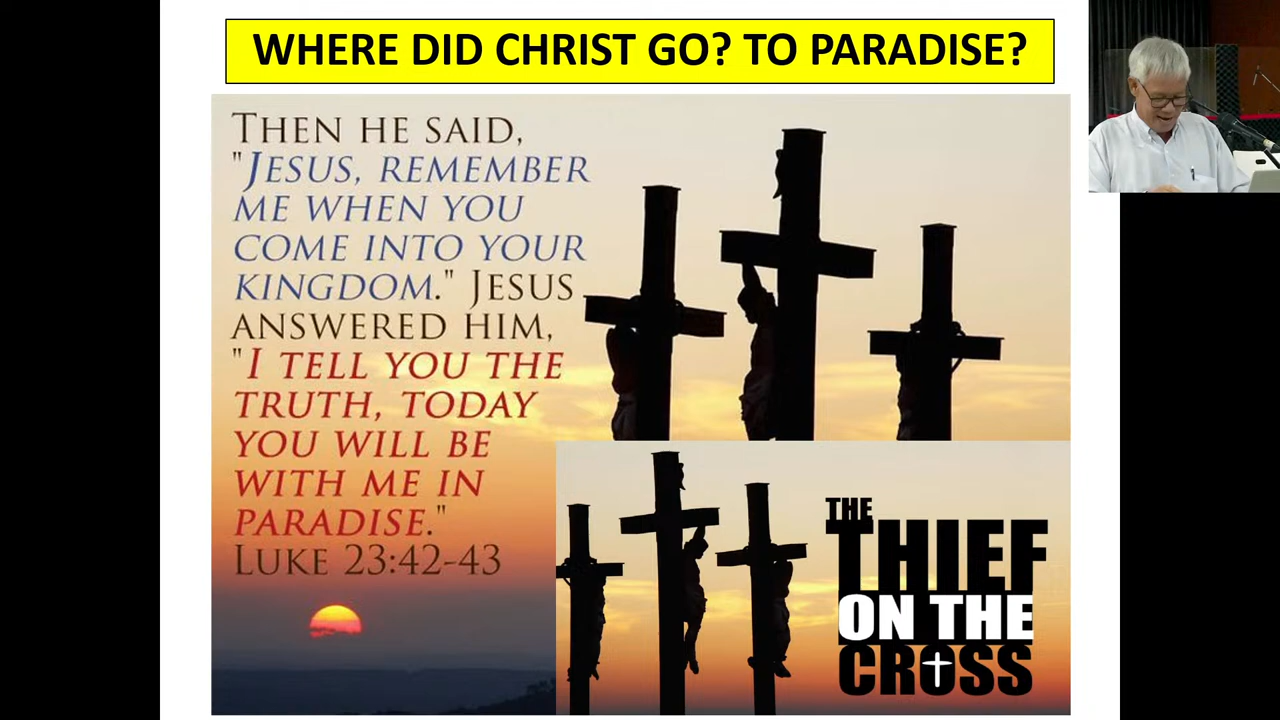 WHERE DID CHRIST GO? TO PARADISE?
THEN HE SAID,
"JESUS, REMEMBER
ME WHEN YOU
COME INTO YOUR
KINGDOM." JESUS
ANSWERED HIM,
"I TELL YOU THE
TRUTH, TODAY
YOU WILL BE
WITH ME IN
PARADISE."
LUKE 23:42-43
THE
THIEF
ON THE
CROSS